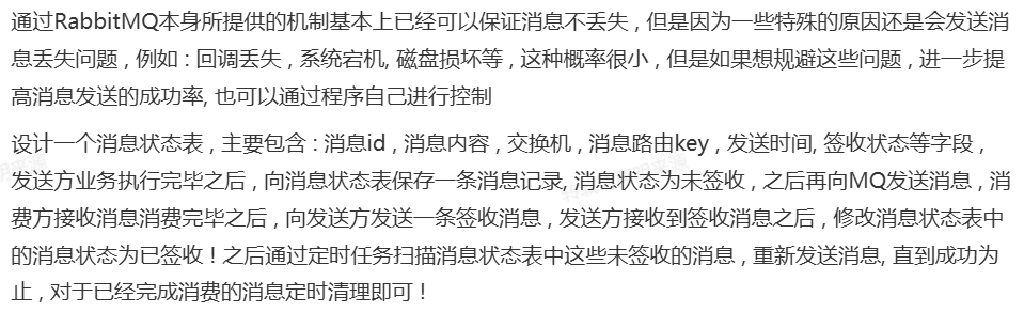 通过RabbitMQ本身所提供的机制基本上已经可以保证消息不丢失 , 但是因为一些特殊的原因还是会发送消
息丢失问题 , 例如 : 回调丢失 , 系统宕机, 磁盘损坏等 , 这种概率很小 , 但是如果想规避这些问题 , 进一步提
高消息发送的成功率, 也可以通过程序自己进行控制
设计一个消息状态表 , 主要包含 : 消息id , 消息内容 , 交换机 , 消息路由key , 发送时间, 签收状态等字段 ,
发送方业务执行完毕之后 , 向消息状态表保存一条消息记录, 消息状态为未签收 , 之后再向MQ发送消息 , 消
费方接收消息消费完毕之后 , 向发送方发送一条签收消息 , 发送方接收到签收消息之后 , 修改消息状态表中
的消息状态为已签收 ! 之后通过定时任务扫描消息状态表中这些未签收的消息 , 重新发送消息, 直到成功为
止 , 对于已经完成消费的消息定时清理即可 !